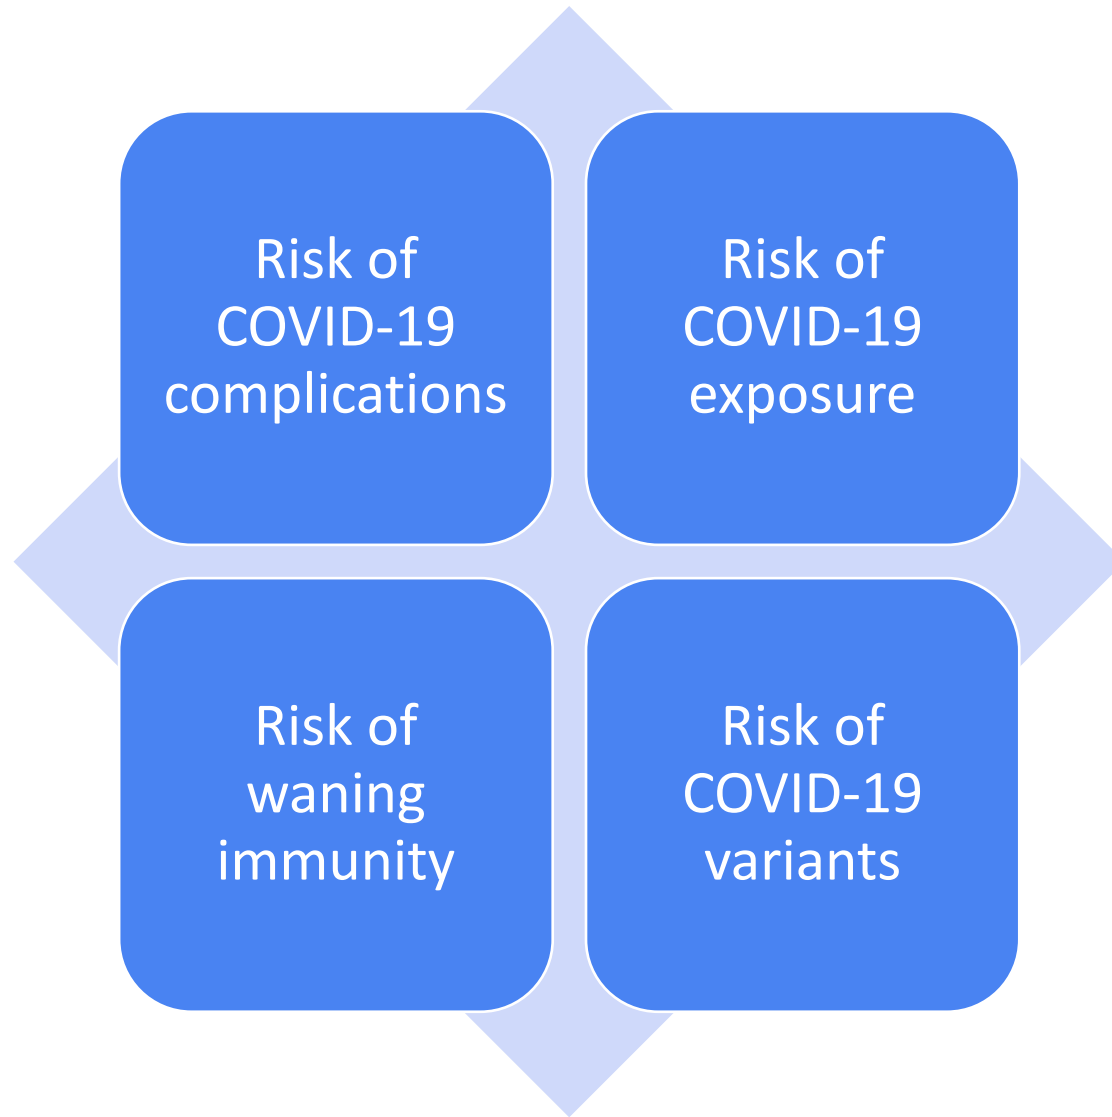 Risk of
COVID-19
complications
Risk of
COVID-19
exposure
Risk of
waning
immunity
Risk of
COVID-19
variants